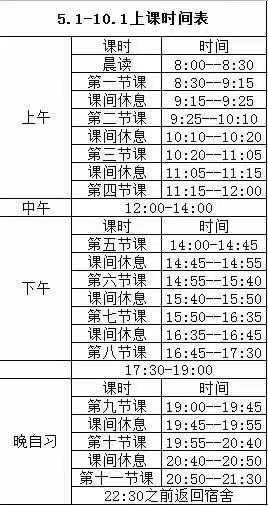 5.1-10.1上课时间表
上午
课时 时间
晨读 8:00--8:30
第一节课 8:30--9:15
课间休息 9:15--9:25
第二节课 9:25--10:10
课间休息 10:10--10:20
第三节课 10:20--11:05
课间休息 11:05--11:15
第四节课 11:15--12:00
中午 12:00-14:00
下午
课时 时间
第五节课 14:00-14:45
课间休息 14:45--14:55
第六节课 14:55--15:40
课间休息 15:40--15:50
第七节课 15:50--16:35
课间休息 16:35--16:45
第八节课 16:45--17:30
17:30-19:00
晚自习
课时 时间
第九节课 19:00--19:45
课间休息 19:45--19:55
第十节课 19:55--20:40
课间休息 20:40--20:50
第十一节课 20:50--21:30
22:30之前返回宿舍